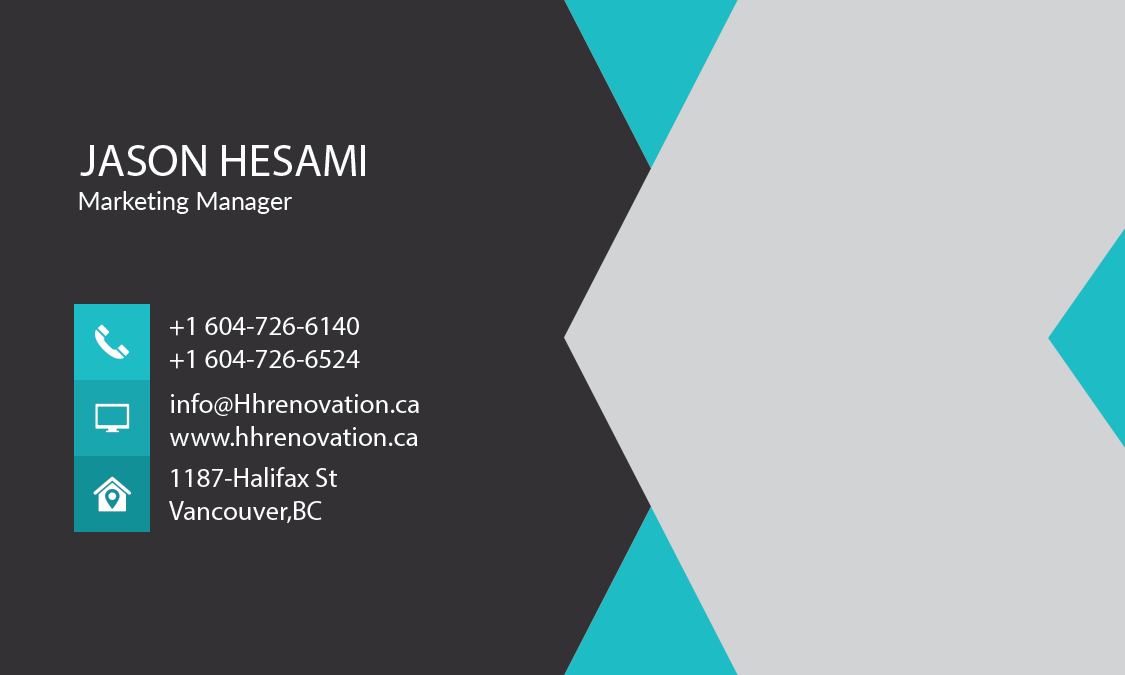 JASON HESAMI
Marketing Manager
+1 604-726-6140
+1 604-726-6524
info@Hhrenovation.ca
www.hhrenovation.ca
1187-Halifax St
Vancouver,BC